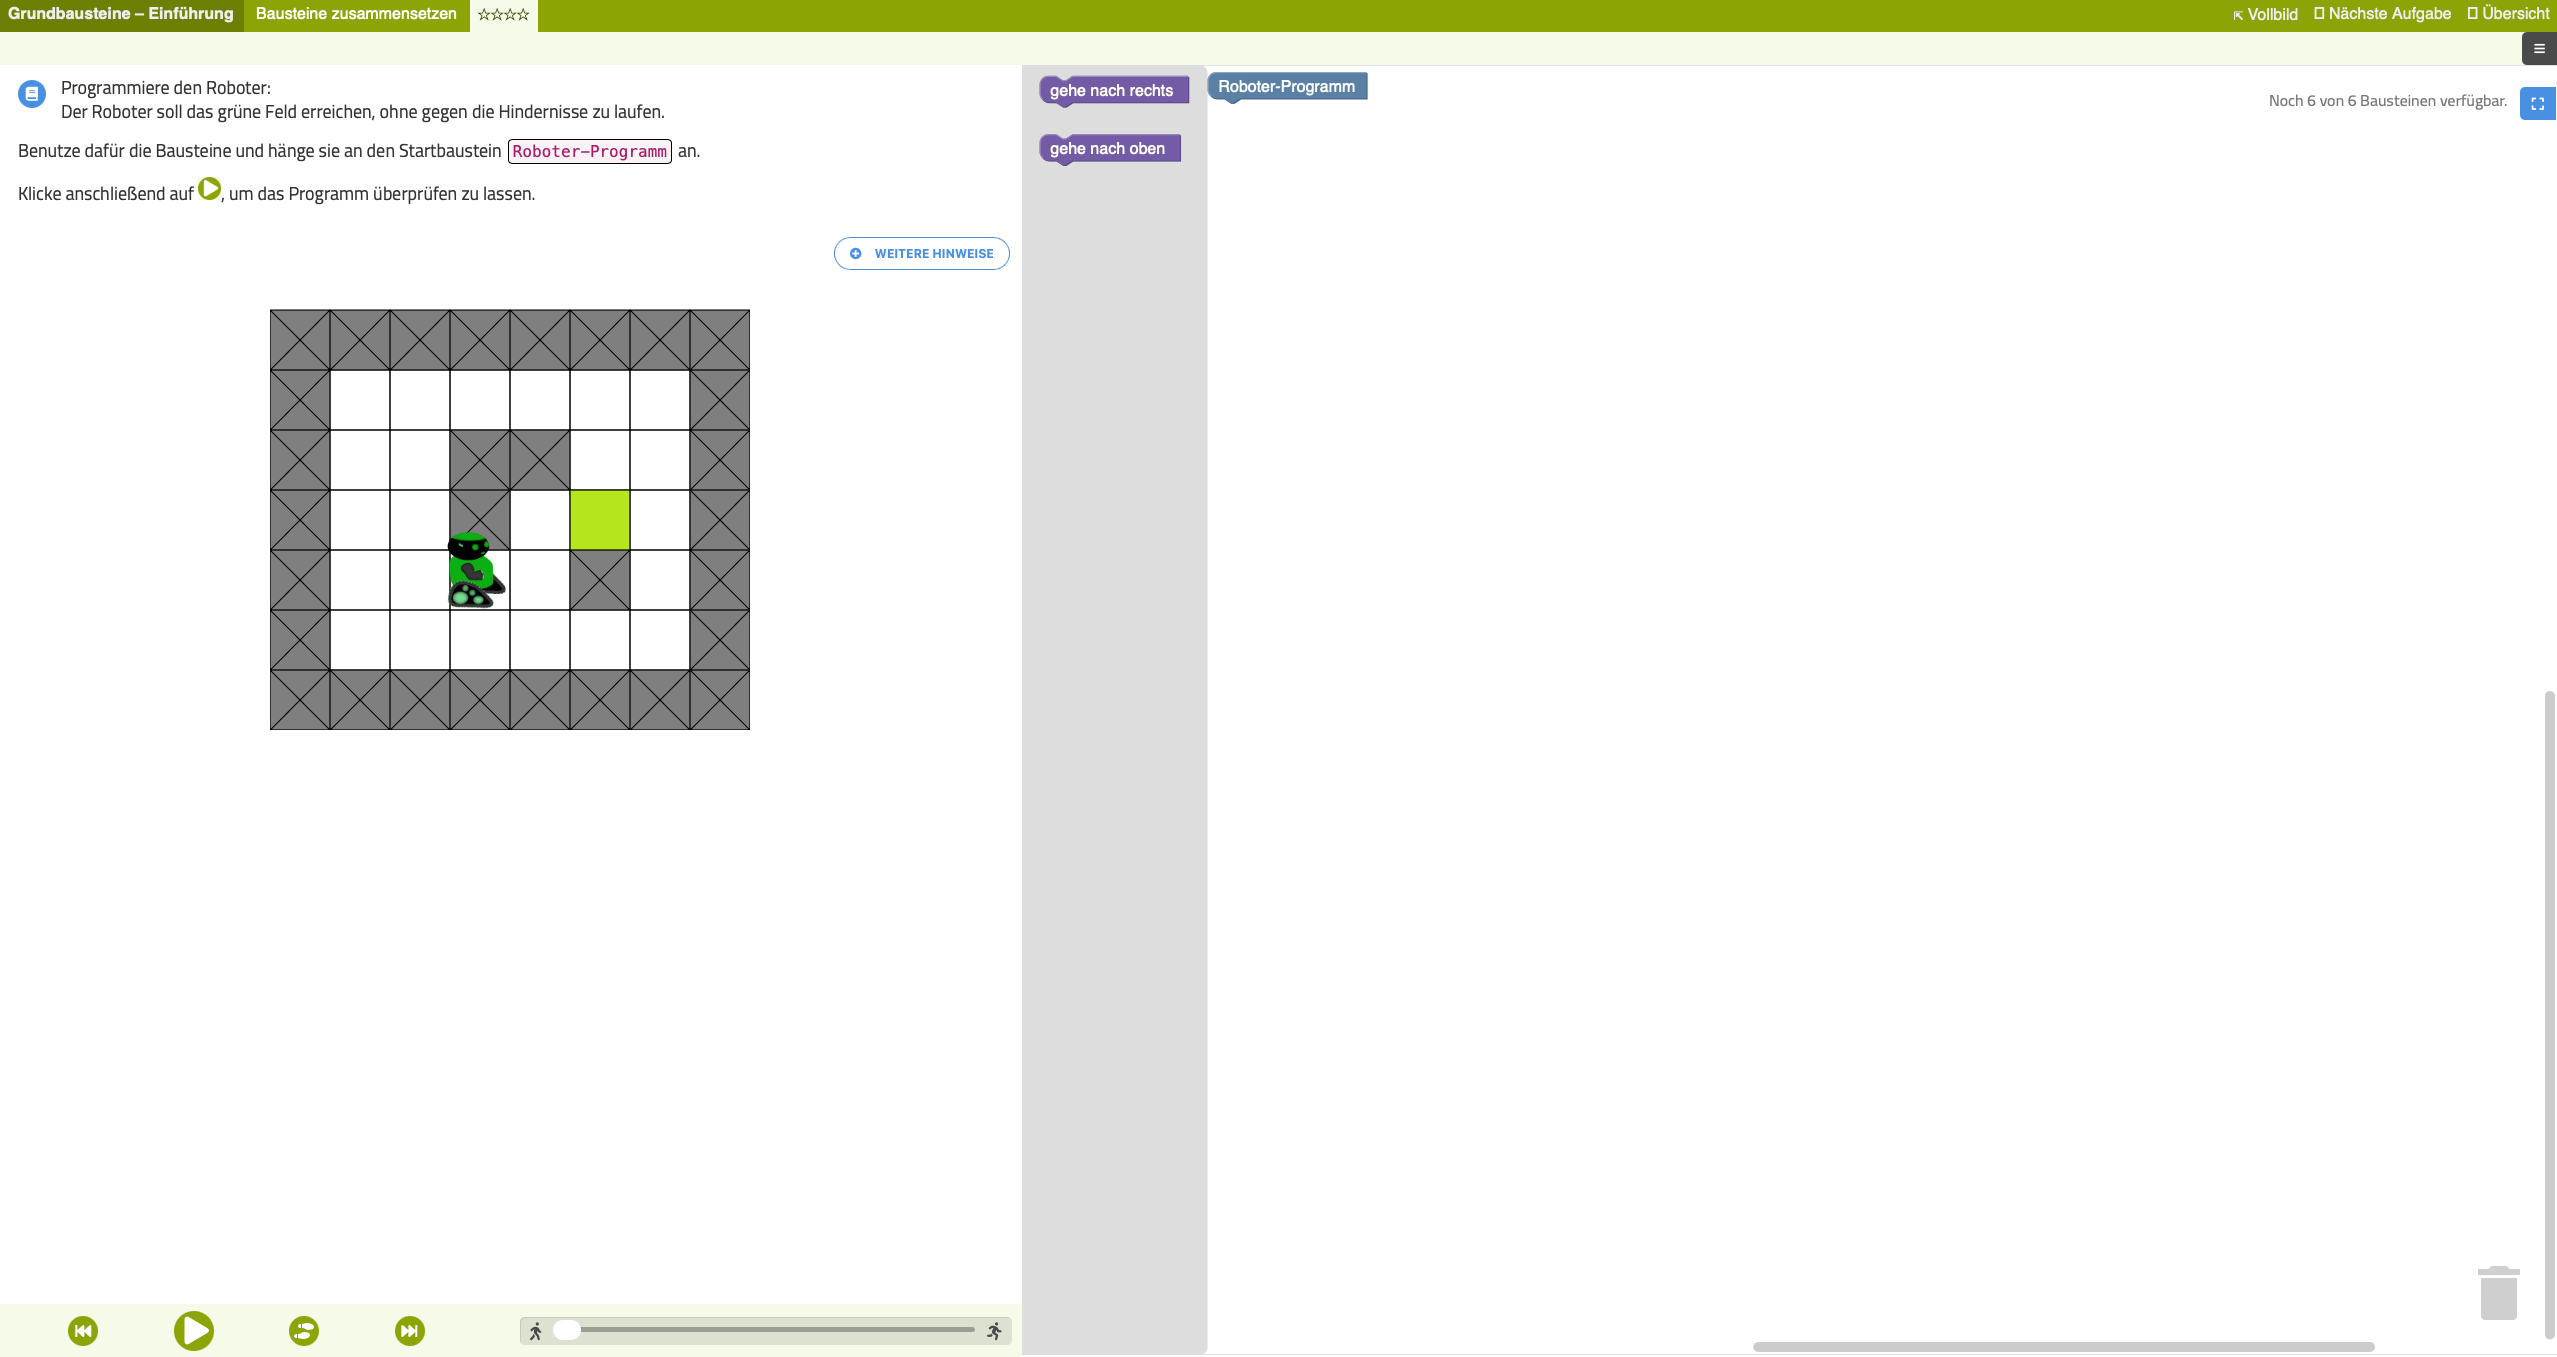 Grundbausteine – Einführung Bausteine zusammensetzen ☆☆☆☆ Vollbild Nächste Aufgabe Übersicht
Programmiere den Roboter:
Der Roboter soll das grüne Feld erreichen, ohne gegen die Hindernisse zu laufen.
Benutze dafür die Bausteine und hänge sie an den Startbaustein Roboter-Programm an.
Klicke anschließend auf , um das Programm überprüfen zu lassen.
WEITERE HINWEISE
gehe nach rechts
gehe nach oben
Roboter-Programm
Noch 6 von 6 Bausteinen verfügbar.